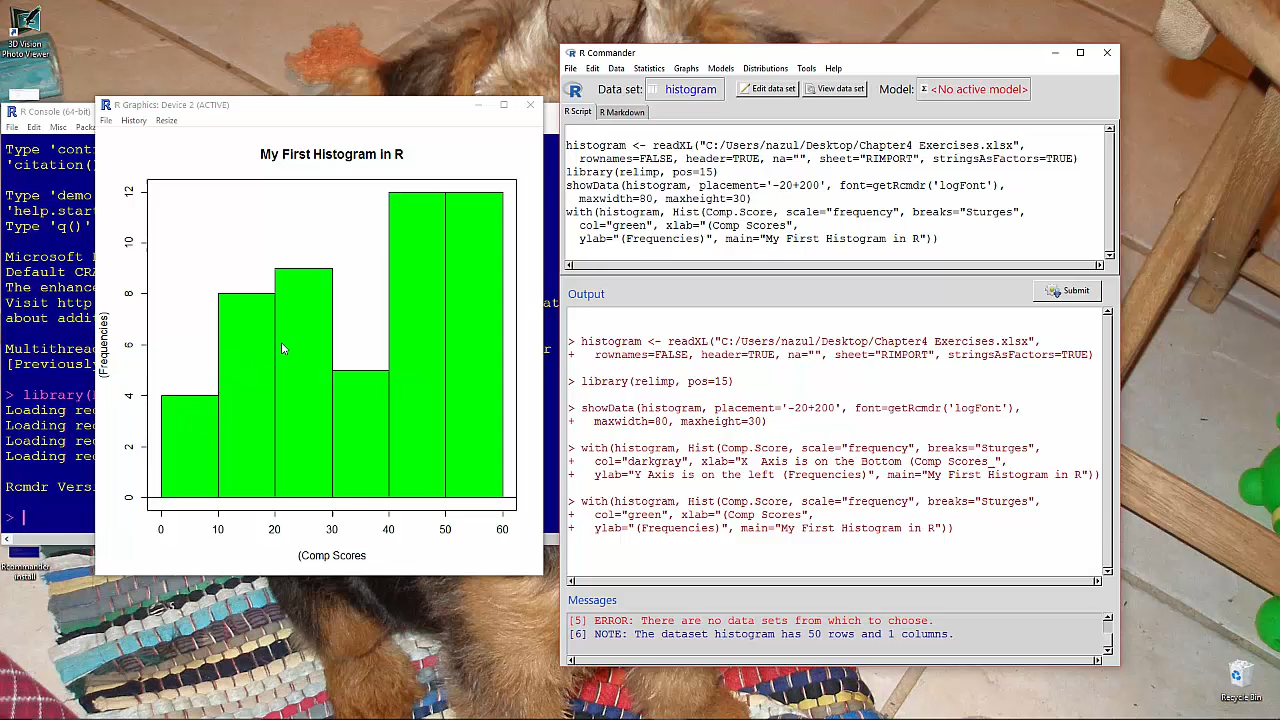 3D Vision
Photo Viewer
R Console (64-bit)
File Edit Misc Packa
Type 'cont
'citation()
Type 'demo
'help.start
Type 'q()'
Microsoft
Default CRA
The enhance
Visit http
about addit
Multithread
[Previously
> library(
Loading req
Loading req
Loading req
Loading req
Rcmdr Versi
>
Rcommander
install
R Graphics: Device 2 (ACTIVE)
File History Resize
My First Histogram in R
(Frequencies)
12
10
8
6
4
2
0
0 10 20 30 40 50 60
(Comp Scores
R Commander
File Edit Data Statistics Graphs Models Distributions Tools Help
Data set: histogram Edit data set View data set Model: Σ <No active model>
R Script R Markdown
histogram <- readXL("C:/Users/nazul/Desktop/Chapter4 Exercises.xlsx",
rownames=FALSE, header=TRUE, na="", sheet="RIMPORT", stringsAsFactors=TRUE)
library(relimp, pos=15)
showData(histogram, placement='-20+200', font=getRcmdr('logFont'),
maxwidth=80, maxheight=30)
with(histogram, Hist(Comp.Score, scale="frequency", breaks="Sturges",
col="green", xlab="(Comp Scores",
ylab="(Frequencies)", main="My First Histogram in R"))
Output
Submit
> histogram <- readXL("C:/Users/nazul/Desktop/Chapter4 Exercises.xlsx",
+ rownames=FALSE, header=TRUE, na="", sheet="RIMPORT", stringsAsFactors=TRUE)
> library(relimp, pos=15)
> showData(histogram, placement='-20+200', font=getRcmdr('logFont'),
+ maxwidth=80, maxheight=30)
> with(histogram, Hist(Comp.Score, scale="frequency", breaks="Sturges",
+ col="darkgray", xlab="X Axis is on the Bottom (Comp Scores_",
+ ylab="Y Axis is on the left (Frequencies)", main="My First Histogram in R"))
> with(histogram, Hist(Comp.Score, scale="frequency", breaks="Sturges",
+ col="green", xlab="(Comp Scores",
+ ylab="(Frequencies)", main="My First Histogram in R"))
Messages
[5] ERROR: There are no data sets from which to choose.
[6] NOTE: The dataset histogram has 50 rows and 1 columns.
Recycle Bin